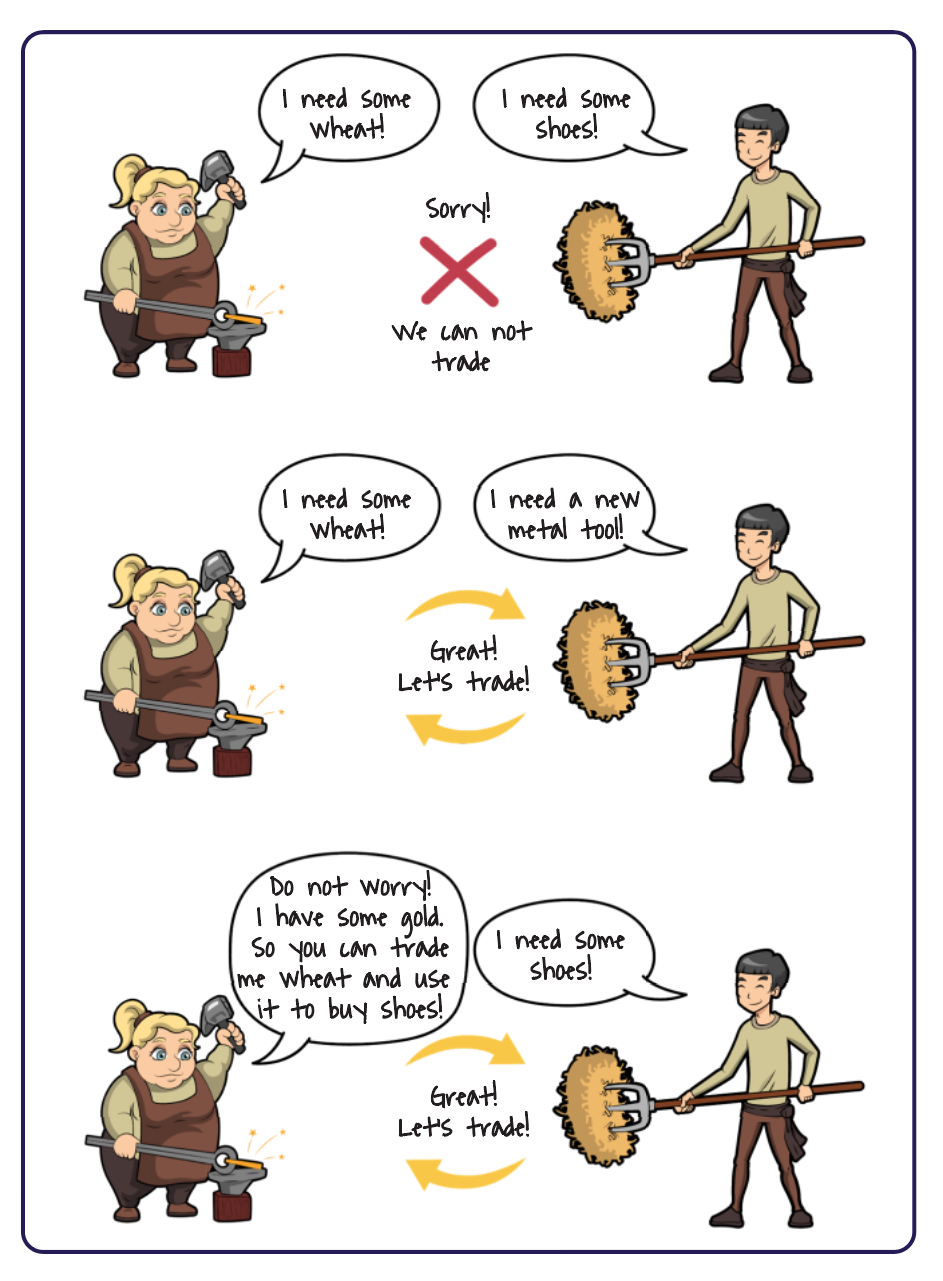 I need some
wheat!
I need some
shoes!
Sorry!
We can not
trade
I need some
wheat!
I need a new
metal tool!
Great!
Let's trade!
Do not worry!
I have some gold.
So you can trade
me wheat and use
it to buy shoes!
I need some
shoes!
Great!
Let's trade!